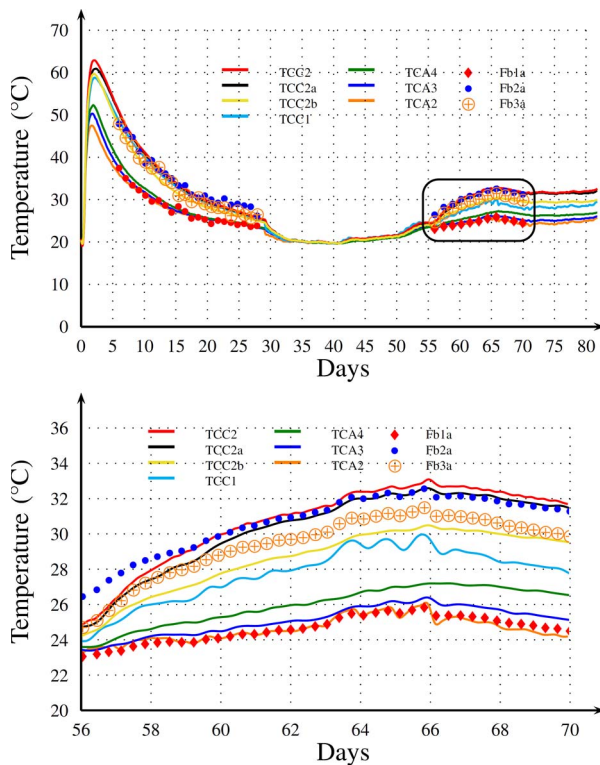 70
60
50
40
30
20
10
0
Temperature (°C)
TCC2 TCA4 Fb1a
TCC2a TCA3 Fb2a
TCC2b TCA2 Fb3a
TCC1
0 5 10 15 20 25 30 35 40 45 50 55 60 65 70 75 80
Days
36
34
32
30
28
26
24
22
20
Temperature (°C)
TCC2 TCA4 Fb1a
TCC2a TCA3 Fb2a
TCC2b TCA2 Fb3a
TCC1
56 58 60 62 64 66 68 70
Days